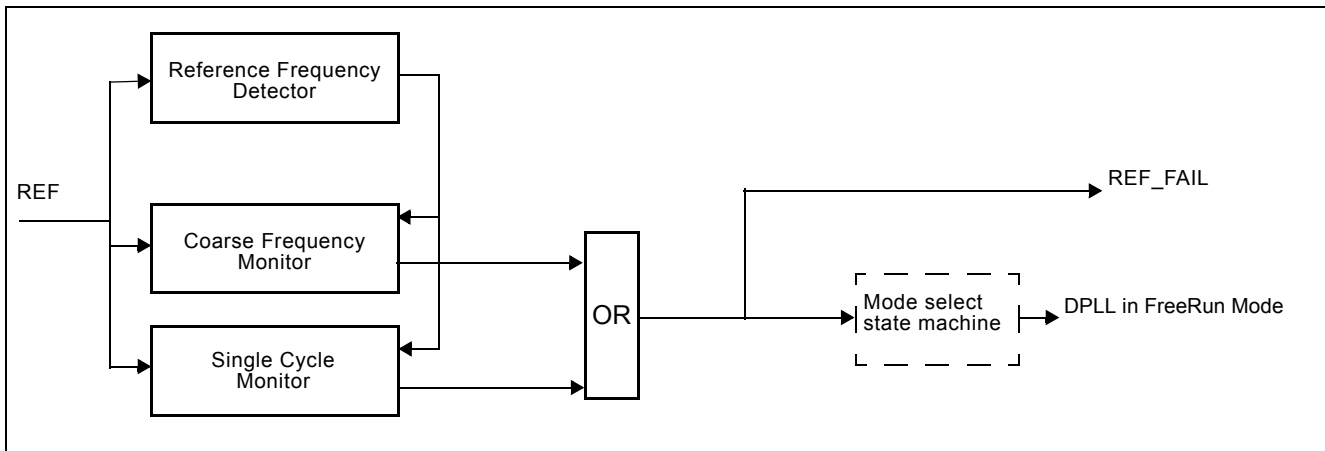 Reference Frequency
Detector
REF
REF_FAIL
Coarse Frequency
Monitor
OR
Mode select
state machine
DPLL in FreeRun Mode
Single Cycle
Monitor